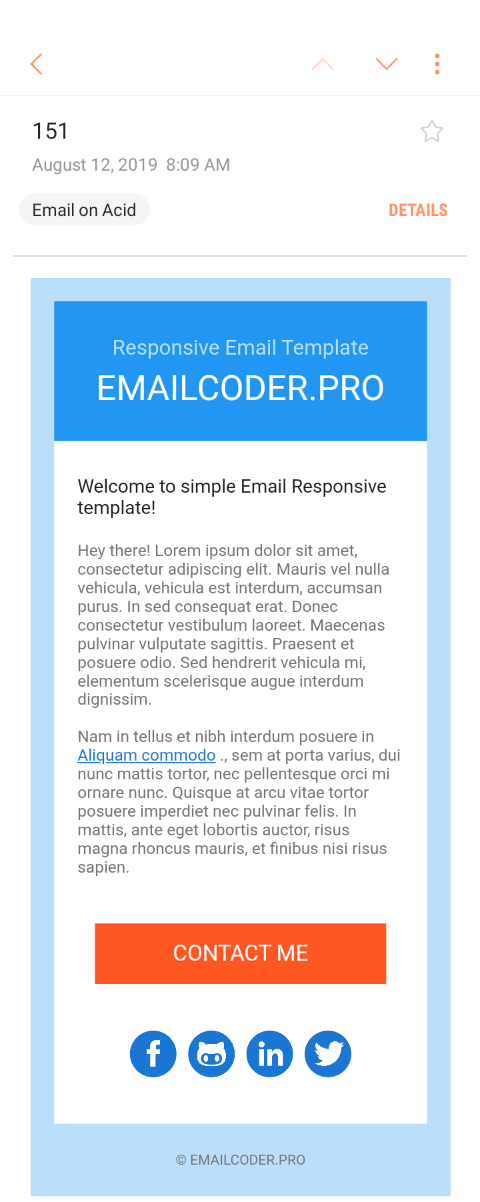 151
August 12, 2019  8:09 AM
Email on Acid
DETAILS
Responsive Email Template
EMAILCODER.PRO
Welcome to simple Email Responsive
template!
Hey there! Lorem ipsum dolor sit amet,
consectetur adipiscing elit. Mauris vel nulla
vehicula, vehicula est interdum, accumsan
purus. In sed consequat erat. Donec
consectetur vestibulum laoreet. Maecenas
pulvinar vulputate sagittis. Praesent et
posuere odio. Sed hendrerit vehicula mi,
elementum scelerisque augue interdum
dignissim.
Nam in tellus et nibh interdum posuere in
Aliquam commodo ., sem at porta varius, dui
nunc mattis tortor, nec pellentesque orci mi
ornare nunc. Quisque at arcu vitae tortor
posuere imperdiet nec pulvinar felis. In
mattis, ante eget lobortis auctor, risus
magna rhoncus mauris, et finibus nisi risus
sapien.
CONTACT ME
© EMAILCODER.PRO